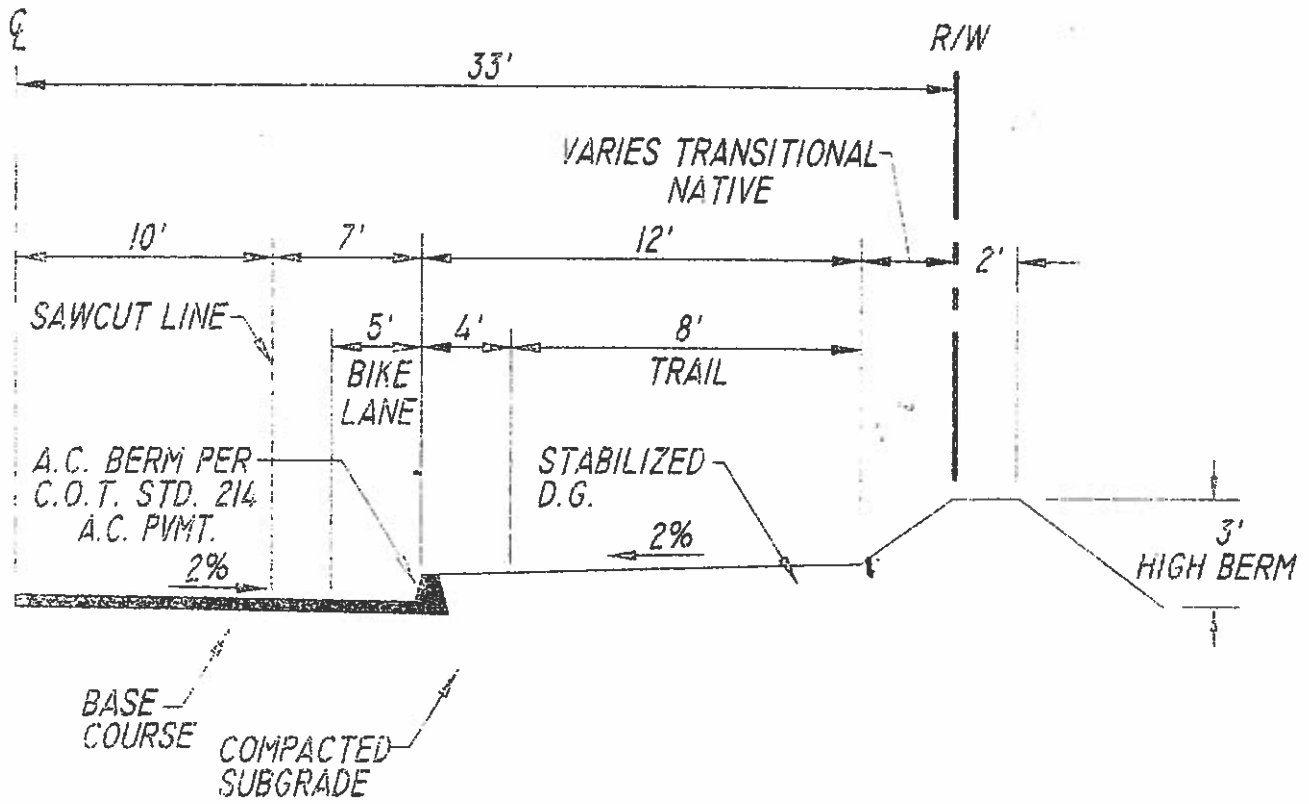 ℄
R/W
33'
VARIES TRANSITIONAL
NATIVE
10'
7'
12'
2'
SAWCUT LINE
5'
4'
8'
BIKE
LANE
TRAIL
A.C. BERM PER
C.O.T. STD. 214
A.C. PVMT.
STABILIZED
D.G.
2%
2%
3'
HIGH BERM
BASE
COURSE
COMPACTED
SUBGRADE